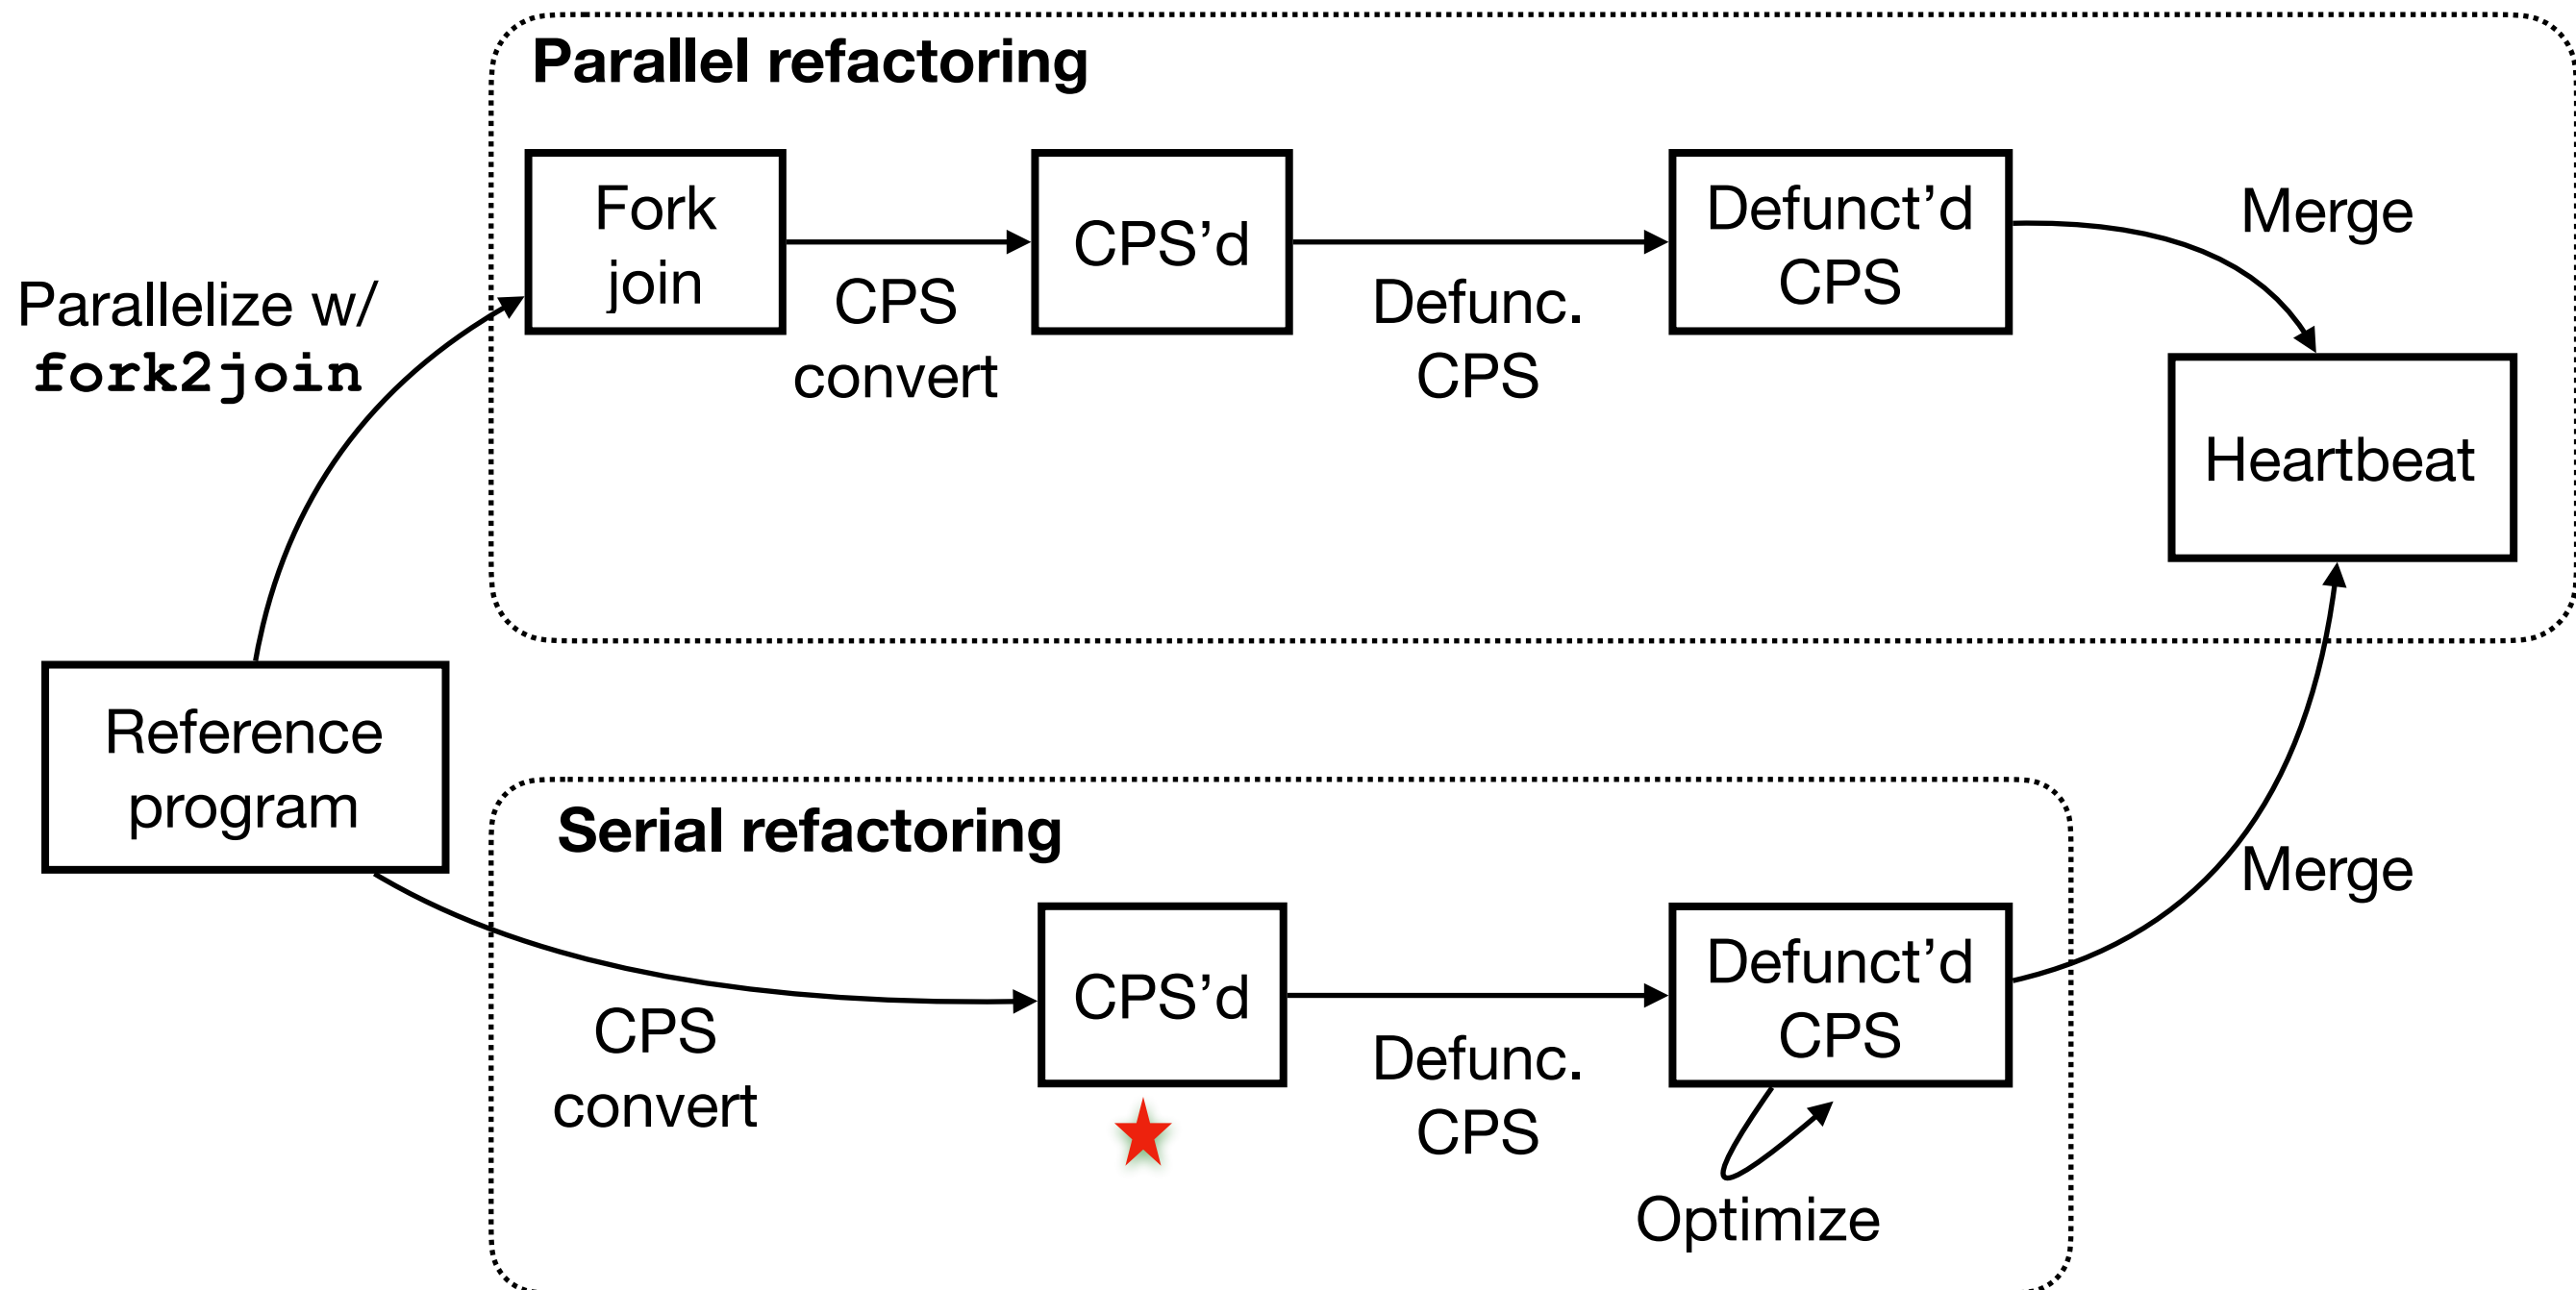 Parallel refactoring
Fork
join
CPS’d
Defunct’d
CPS
Merge
Parallelize w/
fork2join
CPS
convert
Defunc.
CPS
Heartbeat
Reference
program
Serial refactoring
CPS’d
Defunct’d
CPS
Merge
CPS
convert
Defunc.
CPS
Optimize